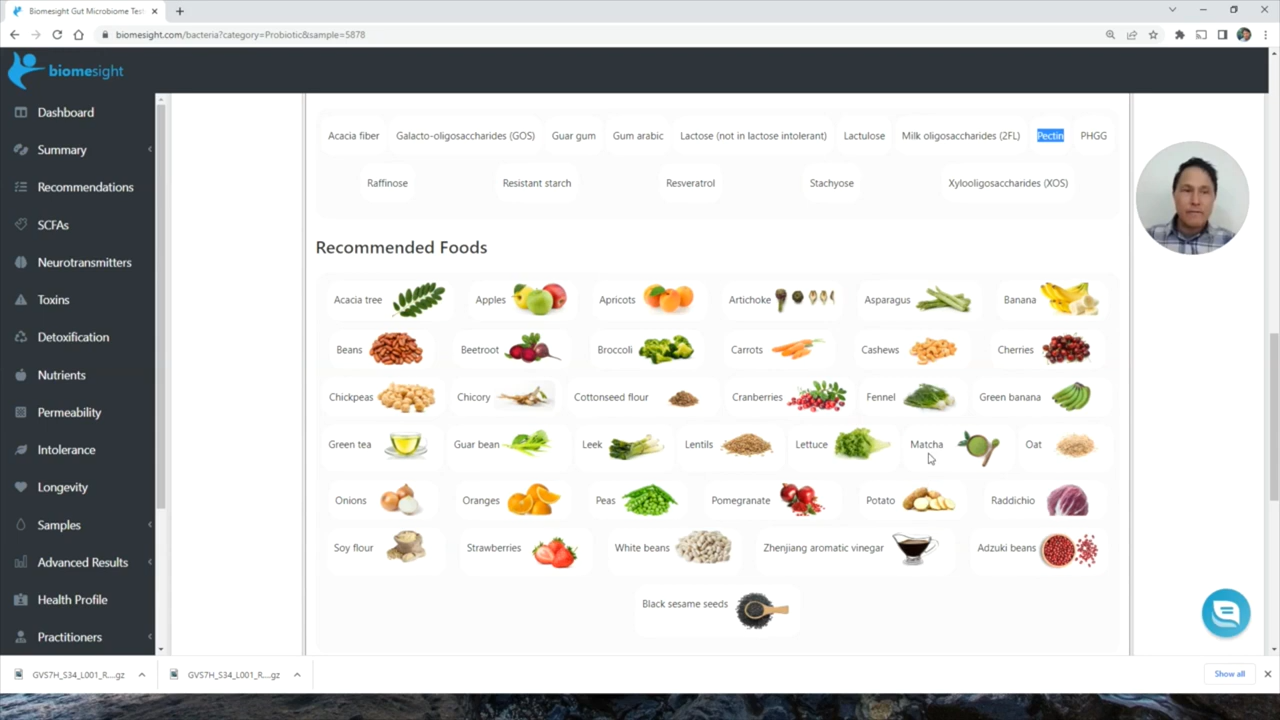 Biomesight Gut Microbiome Tes
biomesight.com/bacteria?category=Probiotic&sample=5878
biomesight
Dashboard
Summary
Recommendations
SCFAs
Neurotransmitters
Toxins
Detoxification
Nutrients
Permeability
Intolerance
Longevity
Samples
Advanced Results
Health Profile
Practitioners
Acacia fiber Galacto-oligosaccharides (GOS) Guar gum Gum arabic Lactose (not in lactose intolerant) Lactulose Milk oligosaccharides (2FL) Pectin PHGG
Raffinose Resistant starch Resveratrol Stachyose Xylooligosaccharides (XOS)
Recommended Foods
Acacia tree Apples Apricots Artichoke Asparagus Banana
Beans Beetroot Broccoli Carrots Cashews Cherries
Chickpeas Chicory Cottonseed flour Cranberries Fennel Green banana
Green tea Guar bean Leek Lentils Lettuce Matcha Oat
Onions Oranges Peas Pomegranate Potato Raddichio
Soy flour Strawberries White beans Zhenjiang aromatic vinegar Adzuki beans
Black sesame seeds
GVS7H_S34_L001_R....gz GVS7H_S34_L001_R....gz Show all